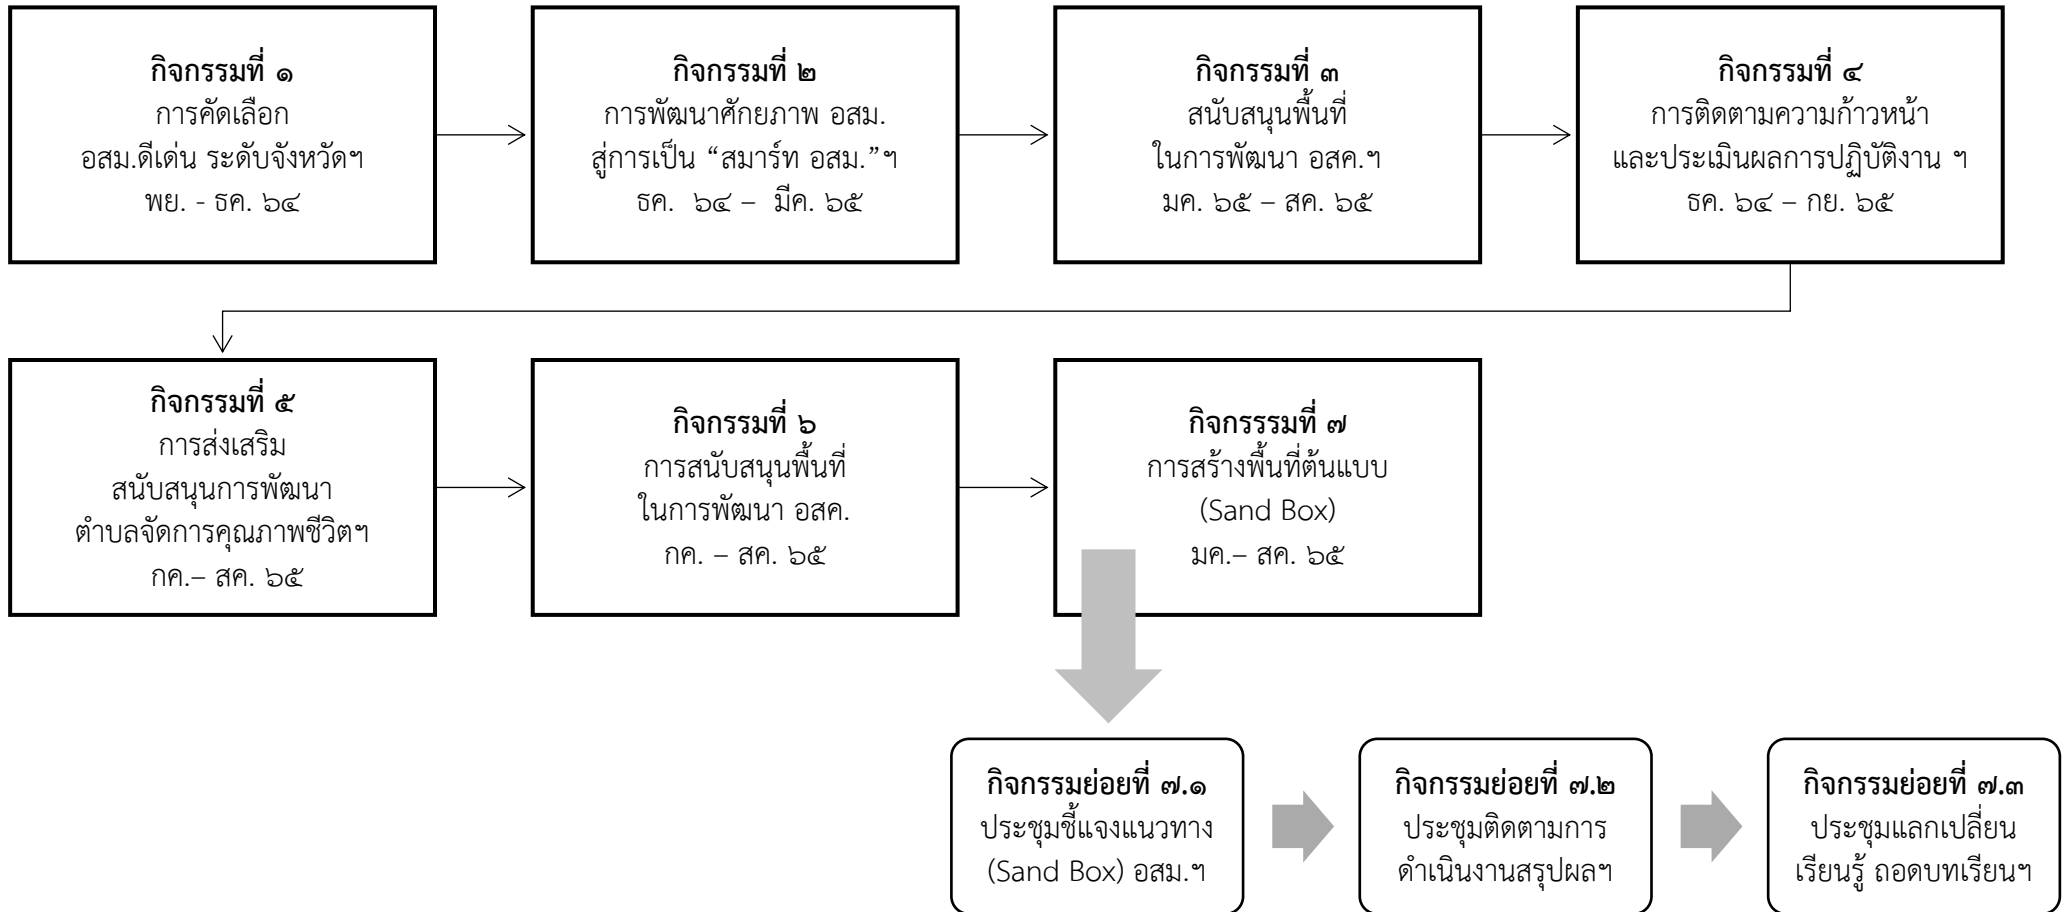 กิจกรรมที่ ๑
การคัดเลือก
อสม.ดีเด่น ระดับจังหวัดฯ
พย. - ธค. ๖๔
กิจกรรมที่ ๒
การพัฒนาศักยภาพ อสม.
สู่การเป็น “สมาร์ท อสม.”ฯ
ธค. ๖๔ – มีค. ๖๕
กิจกรรมที่ ๓
สนับสนุนพื้นที่
ในการพัฒนา อสค.ฯ
มค. ๖๕ – สค. ๖๕
กิจกรรมที่ ๔
การติดตามความก้าวหน้า
และประเมินผลการปฏิบัติงาน ฯ
ธค. ๖๔ – กย. ๖๕
กิจกรรมที่ ๕
การส่งเสริม
สนับสนุนการพัฒนา
ตำบลจัดการคุณภาพชีวิตฯ
กค.– สค. ๖๕
กิจกรรมที่ ๖
การสนับสนุนพื้นที่
ในการพัฒนา อสค.
กค. – สค. ๖๕
กิจกรรรมที่ ๗
การสร้างพื้นที่ต้นแบบ
(Sand Box)
มค.– สค. ๖๕
กิจกรรมย่อยที่ ๗.๑
ประชุมชี้แจงแนวทาง
(Sand Box) อสม.ฯ
กิจกรรมย่อยที่ ๗.๒
ประชุมติดตามการ
ดำเนินงานสรุปผลฯ
กิจกรรมย่อยที่ ๗.๓
ประชุมแลกเปลี่ยน
เรียนรู้ ถอดบทเรียนฯ